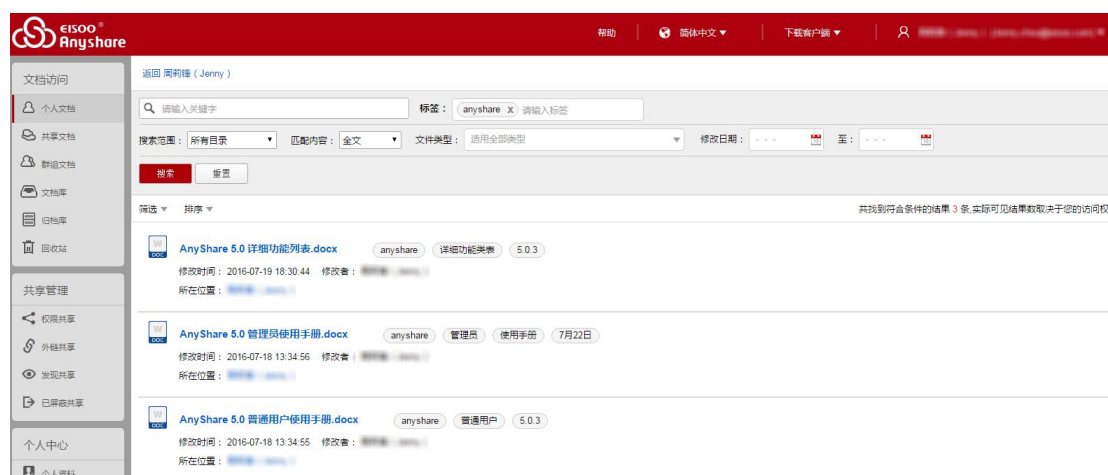 EISOO®
Anyshare
帮助 简体中文 下载客户端
文档访问
个人文档
共享文档
群组文档
文档库
归档库
回收站
共享管理
权限共享
外链共享
发现共享
已屏蔽共享
个人中心
个人资料
返回 周莉锋 ( Jenny )
请输入关键字 标签： anyshare x 请输入标签
搜索范围： 所有目录 匹配内容： 全文 文件类型： 适用全部类型 修改日期： - - - 至： - - -
搜索 重置
筛选 排序 共找到符合条件的结果 3 条,实际可见结果数取决于您的访问权
W DOC AnyShare 5.0 详细功能列表.docx anyshare 详细功能类表 5.0.3
修改时间： 2016-07-19 18:30:44 修改者：
所在位置：
W DOC AnyShare 5.0 管理员使用手册.docx anyshare 管理员 使用手册 7月22日
修改时间： 2016-07-18 13:34:56 修改者
所在位置：
W DOC AnyShare 5.0 普通用户使用手册.docx anyshare 普通用户 5.0.3
修改时间： 2016-07-18 13:34:55 修改者：
所在位置：